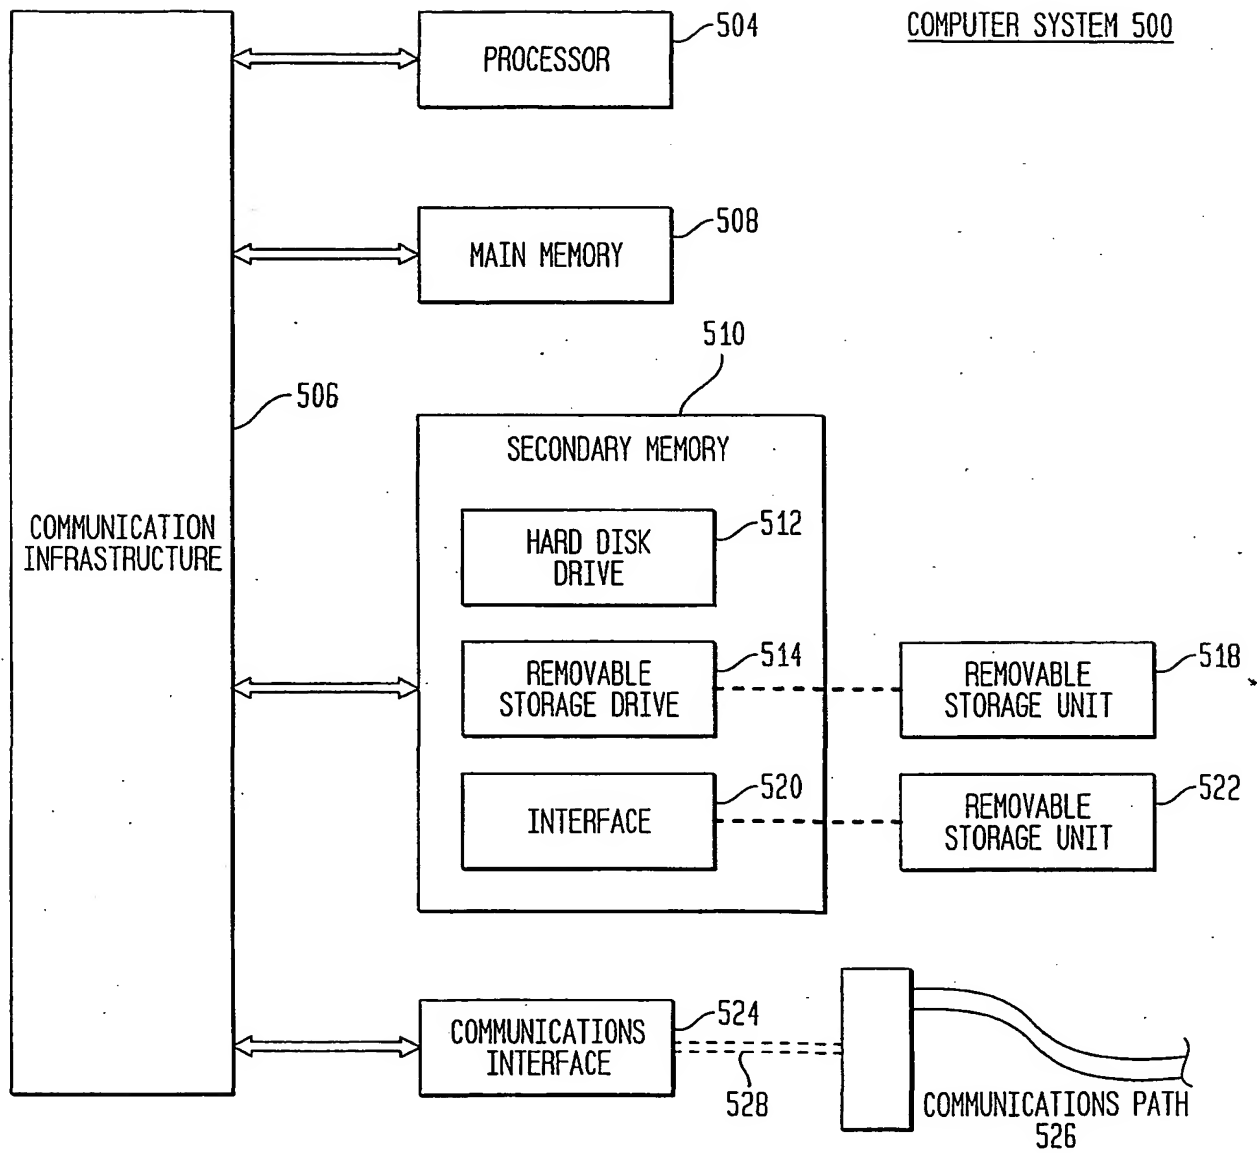 COMPUTER SYSTEM 500
504
PROCESSOR
508
MAIN MEMORY
510
506
SECONDARY MEMORY
COMMUNICATION
INFRASTRUCTURE
512
HARD DISK
DRIVE
514
REMOVABLE
STORAGE DRIVE
518
REMOVABLE
STORAGE UNIT
520
INTERFACE
522
REMOVABLE
STORAGE UNIT
524
COMMUNICATIONS
INTERFACE
528
COMMUNICATIONS PATH
526